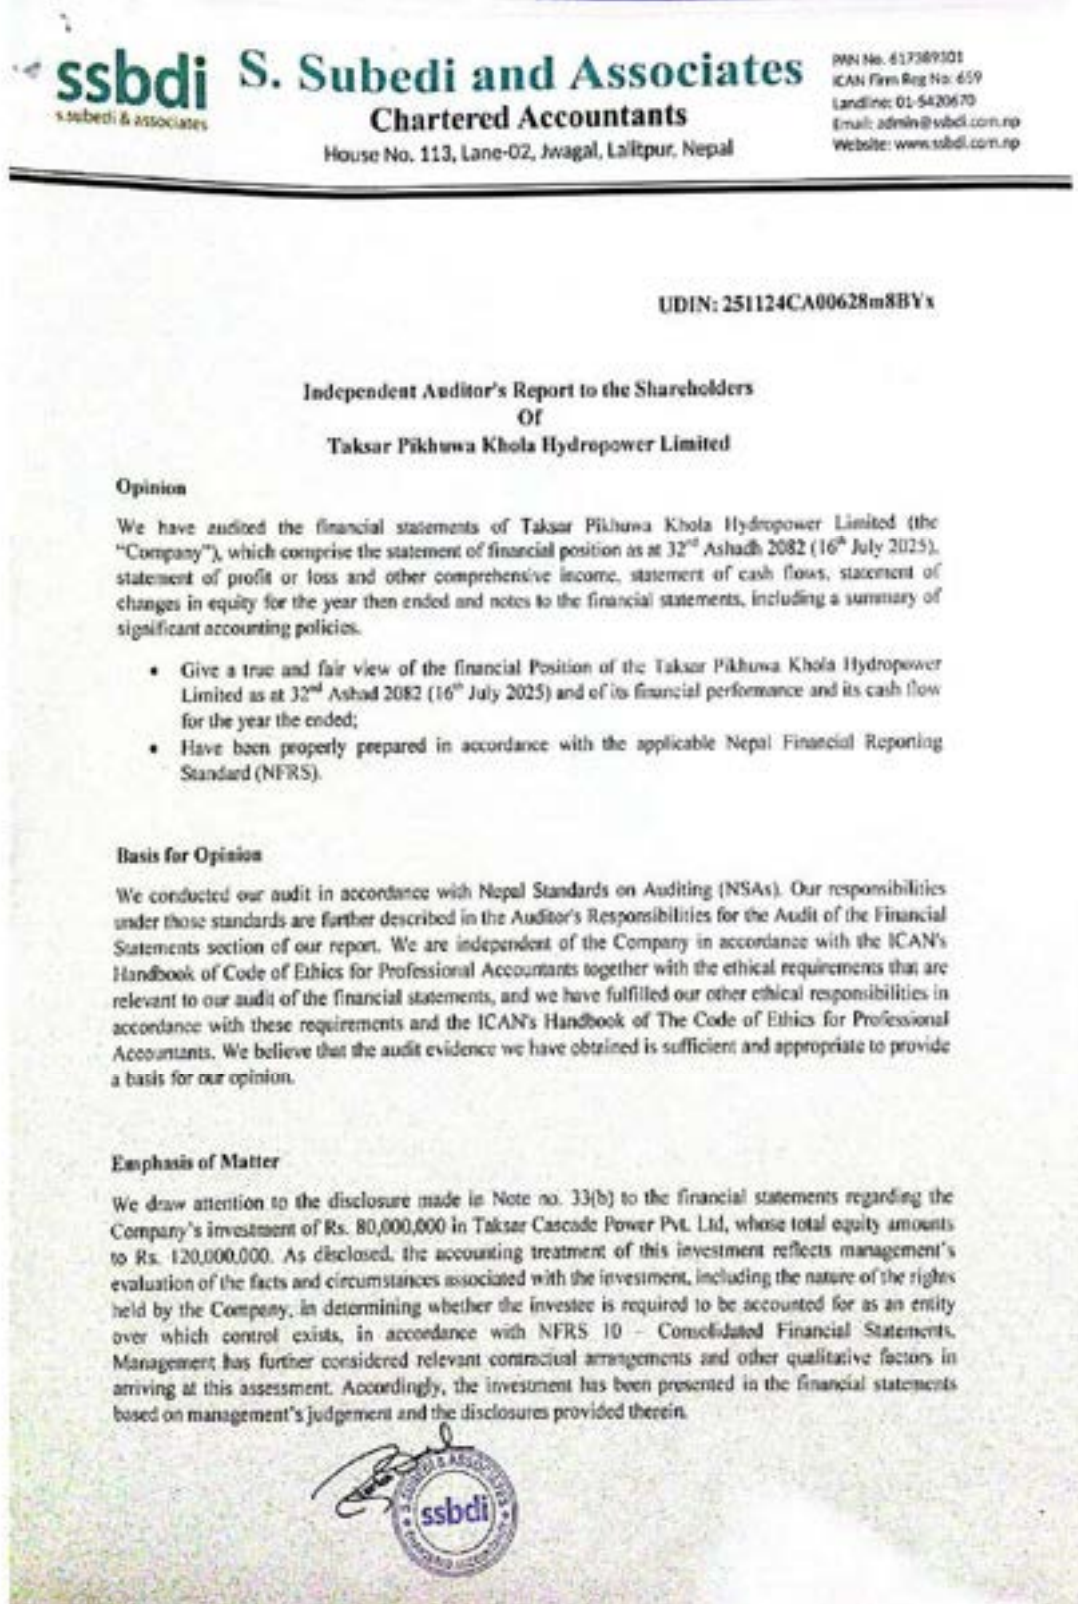 ssbdi
s.subedi & associates
S. Subedi and Associates
Chartered Accountants
House No. 113, Lane-02, Jwagal, Lalitpur, Nepal
PAN No. 617389101
ICAN Firm Reg No: 659
Landline: 01-5420670
Email: admin@ssbdi.com.np
Website: www.ssbdi.com.np
UDIN: 251124CA00628m8BYx
Independent Auditor's Report to the Shareholders
Of
Taksar Pikhuwa Khola Hydropower Limited
Opinion
We have audited the financial statements of Taksar Pikhuwa Khola Hydropower Limited (the
"Company"), which comprise the statement of financial position as at 32nd Ashadh 2082 (16th July 2025),
statement of profit or loss and other comprehensive income, statement of cash flows, statement of
changes in equity for the year then ended and notes to the financial statements, including a summary of
significant accounting policies.
• Give a true and fair view of the financial Position of the Taksar Pikhuwa Khola Hydropower
Limited as at 32nd Ashad 2082 (16th July 2025) and of its financial performance and its cash flow
for the year the ended;
• Have been properly prepared in accordance with the applicable Nepal Financial Reporting
Standard (NFRS).
Basis for Opinion
We conducted our audit in accordance with Nepal Standards on Auditing (NSAs). Our responsibilities
under those standards are further described in the Auditor's Responsibilities for the Audit of the Financial
Statements section of our report. We are independent of the Company in accordance with the ICAN's
Handbook of Code of Ethics for Professional Accountants together with the ethical requirements that are
relevant to our audit of the financial statements, and we have fulfilled our other ethical responsibilities in
accordance with these requirements and the ICAN's Handbook of The Code of Ethics for Professional
Accountants. We believe that the audit evidence we have obtained is sufficient and appropriate to provide
a basis for our opinion.
Emphasis of Matter
We draw attention to the disclosure made in Note no. 33(b) to the financial statements regarding the
Company's investment of Rs. 80,000,000 in Taksar Cascade Power Pvt. Ltd, whose total equity amounts
to Rs. 120,000,000. As disclosed, the accounting treatment of this investment reflects management's
evaluation of the facts and circumstances associated with the investment, including the nature of the rights
held by the Company, in determining whether the investee is required to be accounted for as an entity
over which control exists, in accordance with NFRS 10 – Consolidated Financial Statements.
Management has further considered relevant contractual arrangements and other qualitative factors in
arriving at this assessment. Accordingly, the investment has been presented in the financial statements
based on management's judgement and the disclosures provided therein.
S. SUBEDI & ASSOCIATES
ssbdi
CHARTERED ACCOUNTANTS